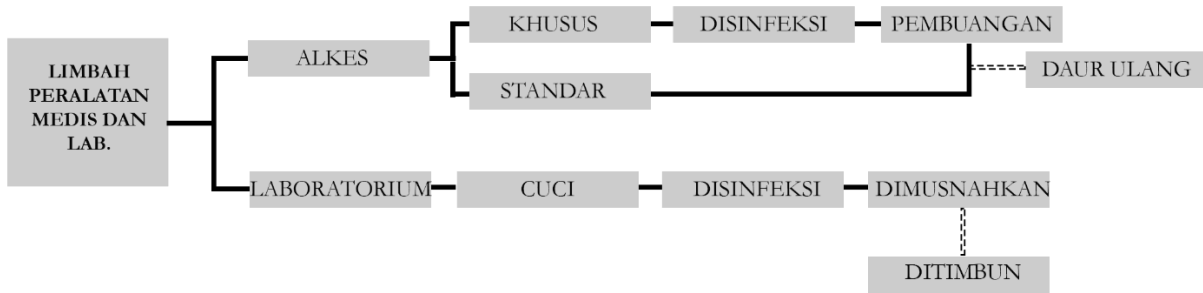 LIMBAH
PERALATAN
MEDIS DAN
LAB.
ALKES
KHUSUS
DISINFEKSI
PEMBUANGAN
STANDAR
DAUR ULANG
LABORATORIUM
CUCI
DISINFEKSI
DIMUSNAHKAN
DITIMBUN